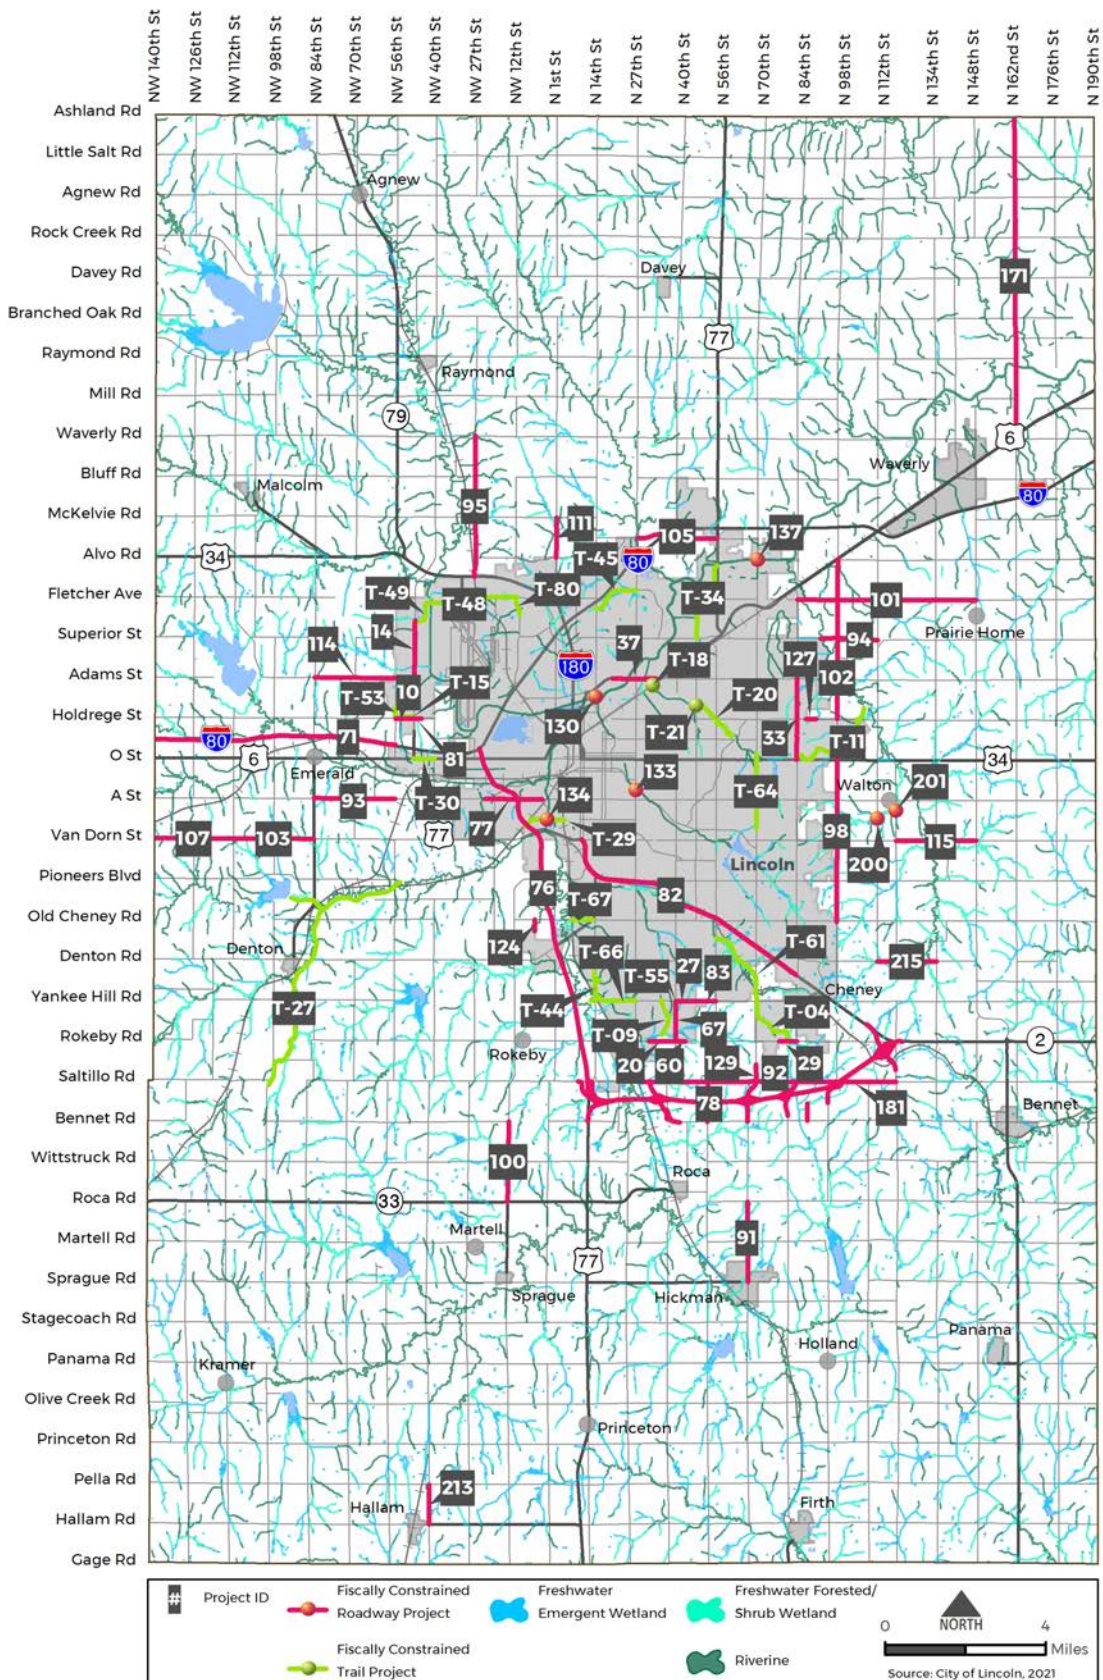 NW 140th St
NW 126th St
NW 112th St
NW 98th St
NW 84th St
NW 70th St
NW 56th St
NW 40th St
NW 27th St
NW 12th St
N 1st St
N 14th St
N 27th St
N 40th St
N 56th St
N 70th St
N 84th St
N 98th St
N 112th St
N 134th St
N 148th St
N 162nd St
N 176th St
N 190th St
Ashland Rd
Little Salt Rd
Agnew Rd
Agnew
Rock Creek Rd
Davey Rd
Davey
171
Branched Oak Rd
77
Raymond Rd
Raymond
Mill Rd
79
Waverly Rd
6
Waverly
Bluff Rd
Malcolm
80
95
McKelvie Rd
111
105
137
Alvo Rd
34
T-45
80
Fletcher Ave
T-49
T-48
T-80
T-34
101
Superior St
114
14
37
94
Prairie Home
180
T-18
127
102
Adams St
T-53
10
T-15
T-20
Holdrege St
130
T-21
33
T-11
80
71
81
O St
6
Emerald
34
133
201
A St
93
T-30
134
T-64
Walton
77
77
Van Dorn St
107
103
T-29
98
115
Lincoln
200
Pioneers Blvd
76
82
T-67
Old Cheney Rd
124
Denton
T-61
Denton Rd
T-66
27
83
215
T-55
Yankee Hill Rd
T-44
Cheney
T-27
T-09
67
T-04
Rokeby Rd
Rokeby
2
20
60
129
92
29
Saltillo Rd
78
181
Bennet
Bennet Rd
Wittstruck Rd
100
Roca
Roca Rd
33
Martell
Martell Rd
91
77
Sprague Rd
Sprague
Hickman
Stagecoach Rd
Panama
Holland
Panama Rd
Kramer
Olive Creek Rd
Princeton
Princeton Rd
Pella Rd
213
Hallam
Firth
Hallam Rd
Gage Rd
# Project ID
Fiscally Constrained
Roadway Project
Freshwater
Emergent Wetland
Freshwater Forested/
Shrub Wetland
NORTH
0 4
Miles
Fiscally Constrained
Trail Project
Riverine
Source: City of Lincoln, 2021